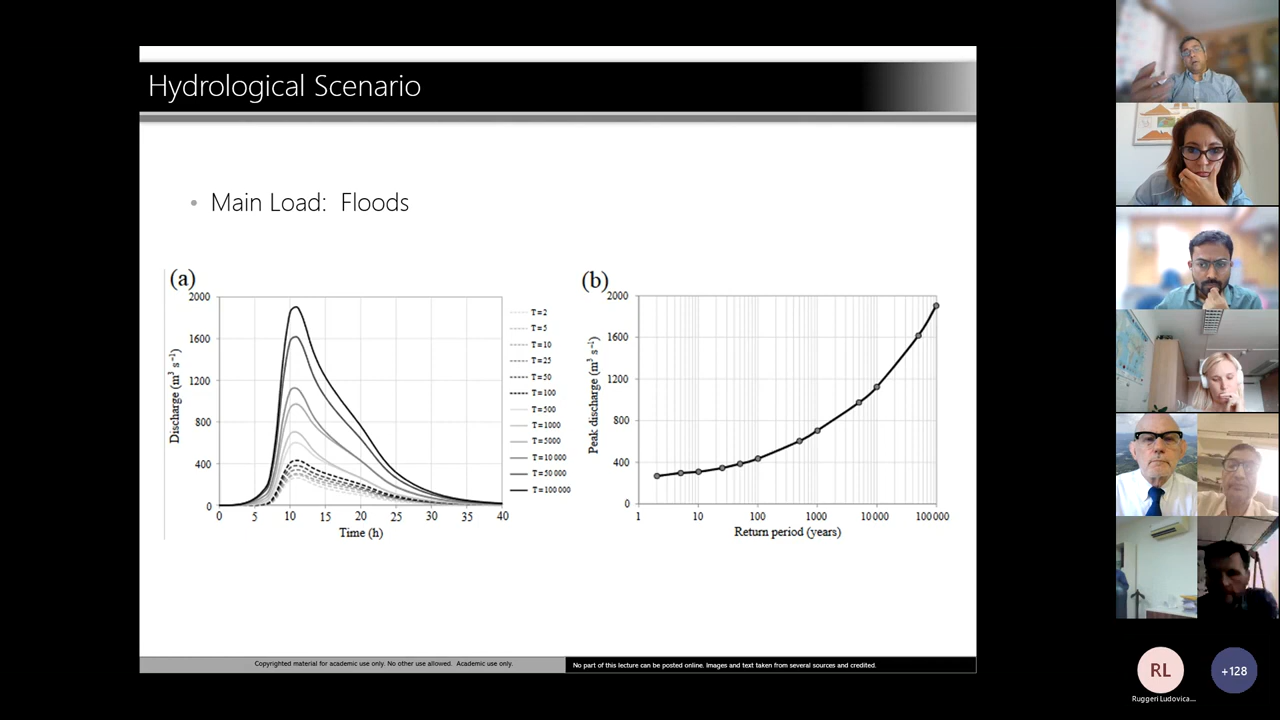 Hydrological Scenario
• Main Load: Floods
(a)
2000
1600
1200
800
400
0
Discharge (m³ s⁻¹)
0 5 10 15 20 25 30 35 40
Time (h)
T=2
T=5
T=10
T=25
T=50
T=100
T=500
T=1000
T=5000
T=10 000
T=50 000
T=100 000
(b)
2000
1600
1200
800
400
0
Peak discharge (m³ s⁻¹)
1 10 100 1000 10 000 100 000
Return period (years)
Copyrighted material for academic use only. No other use allowed. Academic use only.
No part of this lecture can be posted online. Images and text taken from several sources and credited.
RL
Ruggeri Ludovica...
+128